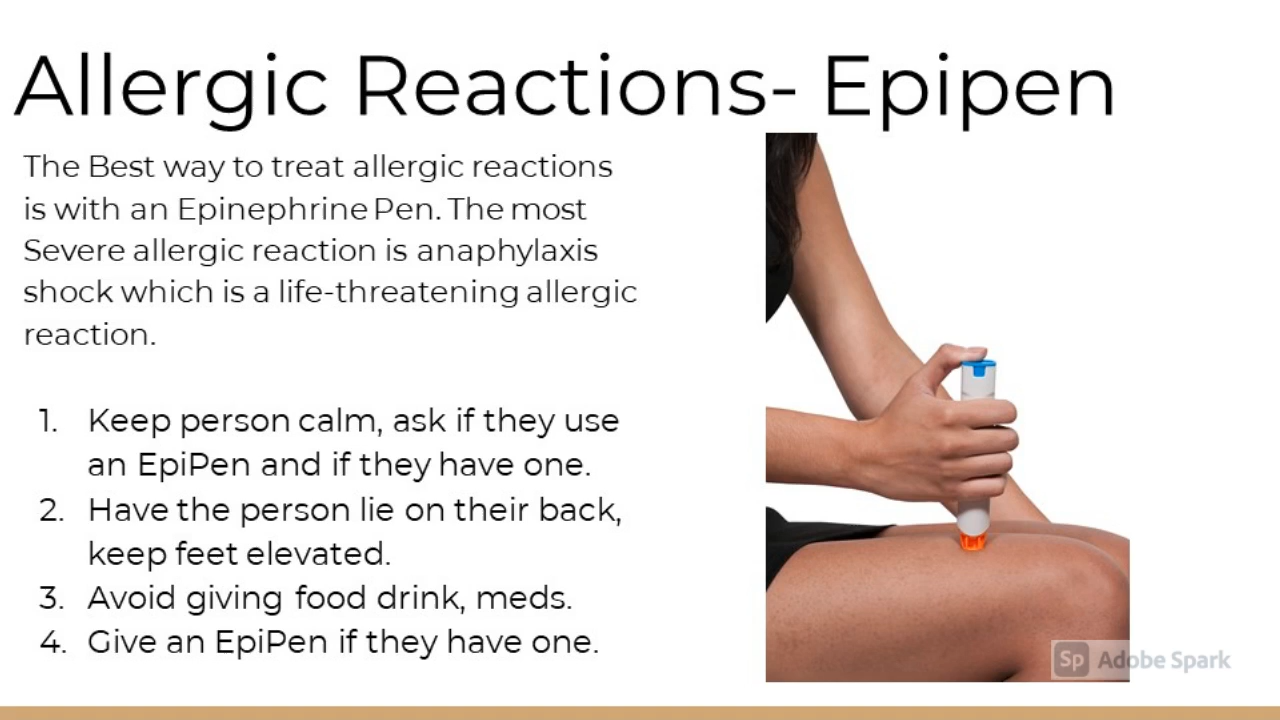 Allergic Reactions- Epipen
The Best way to treat allergic reactions
is with an Epinephrine Pen. The most
Severe allergic reaction is anaphylaxis
shock which is a life-threatening allergic
reaction.
1. Keep person calm, ask if they use
an EpiPen and if they have one.
2. Have the person lie on their back,
keep feet elevated.
3. Avoid giving food drink, meds.
4. Give an EpiPen if they have one.
Sp Adobe Spark